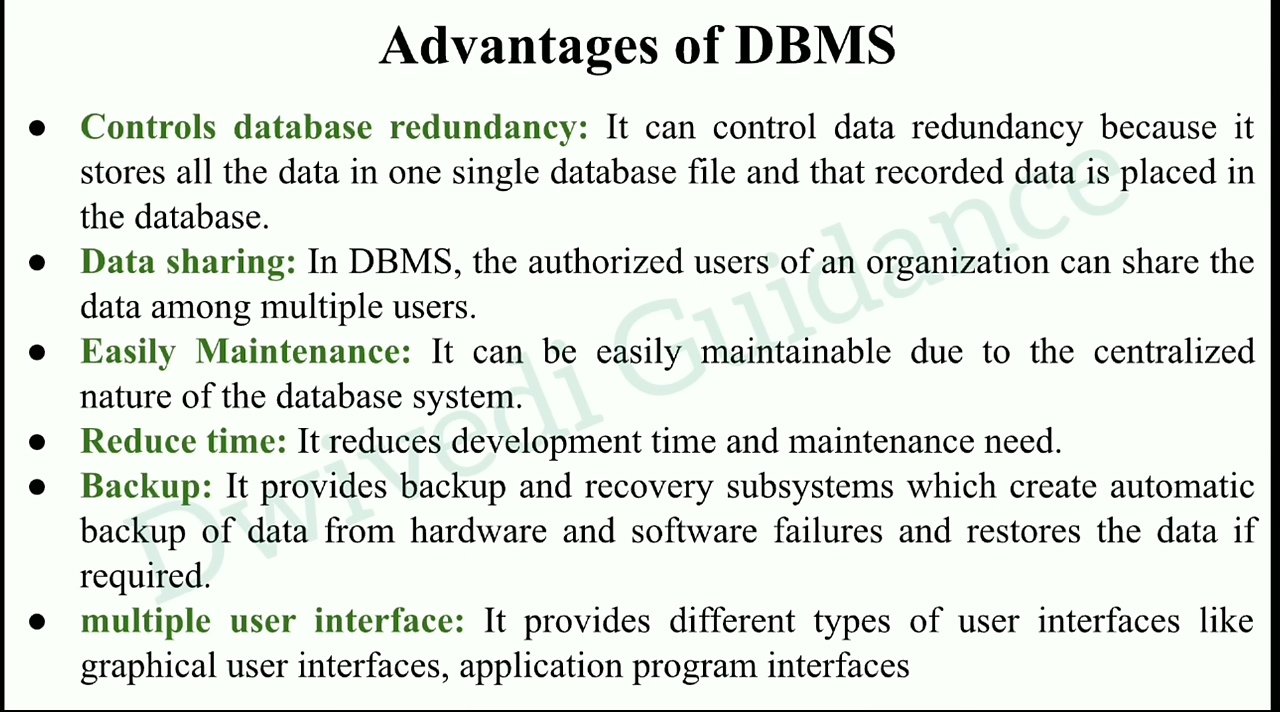 Advantages of DBMS
● Controls database redundancy: It can control data redundancy because it
stores all the data in one single database file and that recorded data is placed in
the database.
● Data sharing: In DBMS, the authorized users of an organization can share the
data among multiple users.
● Easily Maintenance: It can be easily maintainable due to the centralized
nature of the database system.
● Reduce time: It reduces development time and maintenance need.
● Backup: It provides backup and recovery subsystems which create automatic
backup of data from hardware and software failures and restores the data if
required.
● multiple user interface: It provides different types of user interfaces like
graphical user interfaces, application program interfaces
Dwivedi Guidance